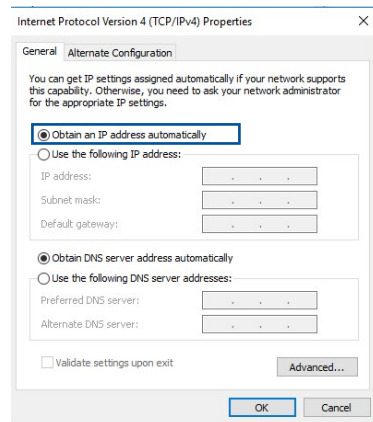 Internet Protocol Version 4 (TCP/IPv4) Properties
General Alternate Configuration
You can get IP settings assigned automatically if your network supports
this capability. Otherwise, you need to ask your network administrator
for the appropriate IP settings.
Obtain an IP address automatically
Use the following IP address:
IP address:
Subnet mask:
Default gateway:
Obtain DNS server address automatically
Use the following DNS server addresses:
Preferred DNS server:
Alternate DNS server:
Validate settings upon exit
Advanced...
OK Cancel